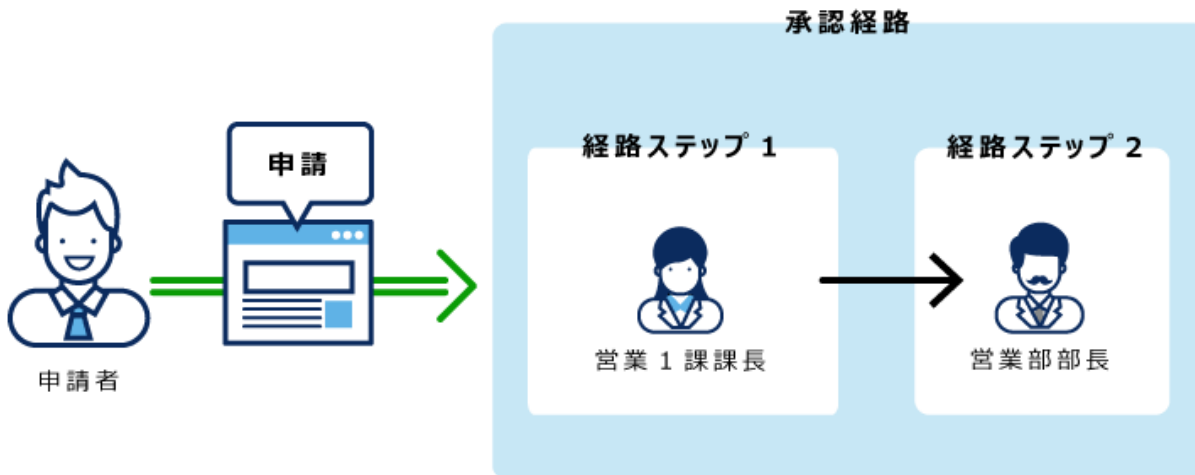 承認経路
申請
経路ステップ 1
経路ステップ 2
営業 1 課課長
営業部部長
申請者